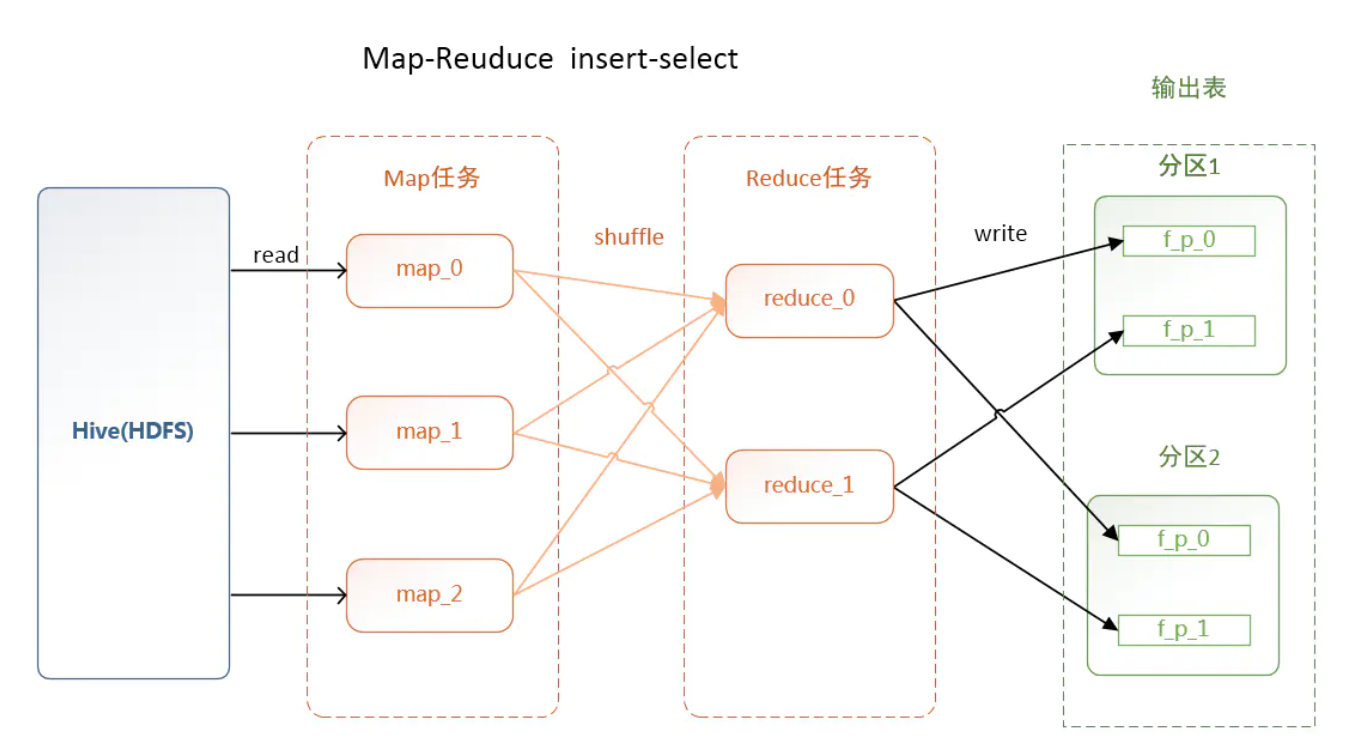 Map-Reuduce insert-select
输出表
Map任务
Reduce任务
分区1
read
map_0
shuffle
reduce_0
write
f_p_0
f_p_1
Hive(HDFS)
map_1
reduce_1
分区2
map_2
f_p_0
f_p_1